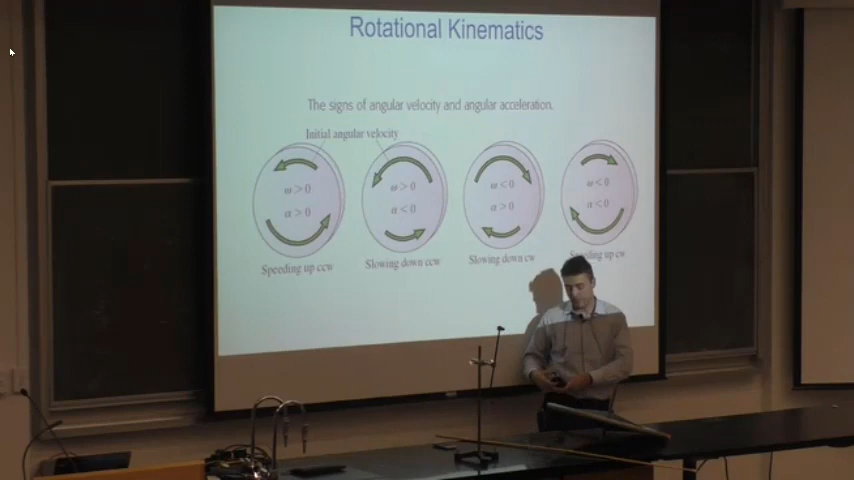 Rotational Kinematics
The signs of angular velocity and angular acceleration.
Initial angular velocity
ω > 0
α > 0
Speeding up ccw
ω > 0
α < 0
Slowing down ccw
ω < 0
α > 0
Slowing down cw
ω < 0
α < 0
Speeding up cw